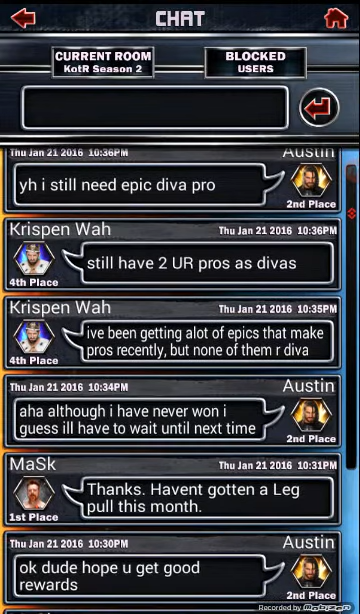 CHAT
CURRENT ROOM
KotR Season 2
BLOCKED
USERS
Thu Jan 21 2016 10:36PM
Austin
yh i still need epic diva pro
2nd Place
Krispen Wah
Thu Jan 21 2016 10:36PM
still have 2 UR pros as divas
4th Place
Krispen Wah
Thu Jan 21 2016 10:35PM
ive been getting alot of epics that make
pros recently, but none of them r diva
4th Place
Thu Jan 21 2016 10:34PM
Austin
aha although i have never won i
guess ill have to wait until next time
2nd Place
MaSk
Thu Jan 21 2016 10:31PM
Thanks. Havent gotten a Leg
pull this month.
1st Place
Thu Jan 21 2016 10:30PM
Austin
ok dude hope u get good
rewards
2nd Place
Recorded by Mobizen